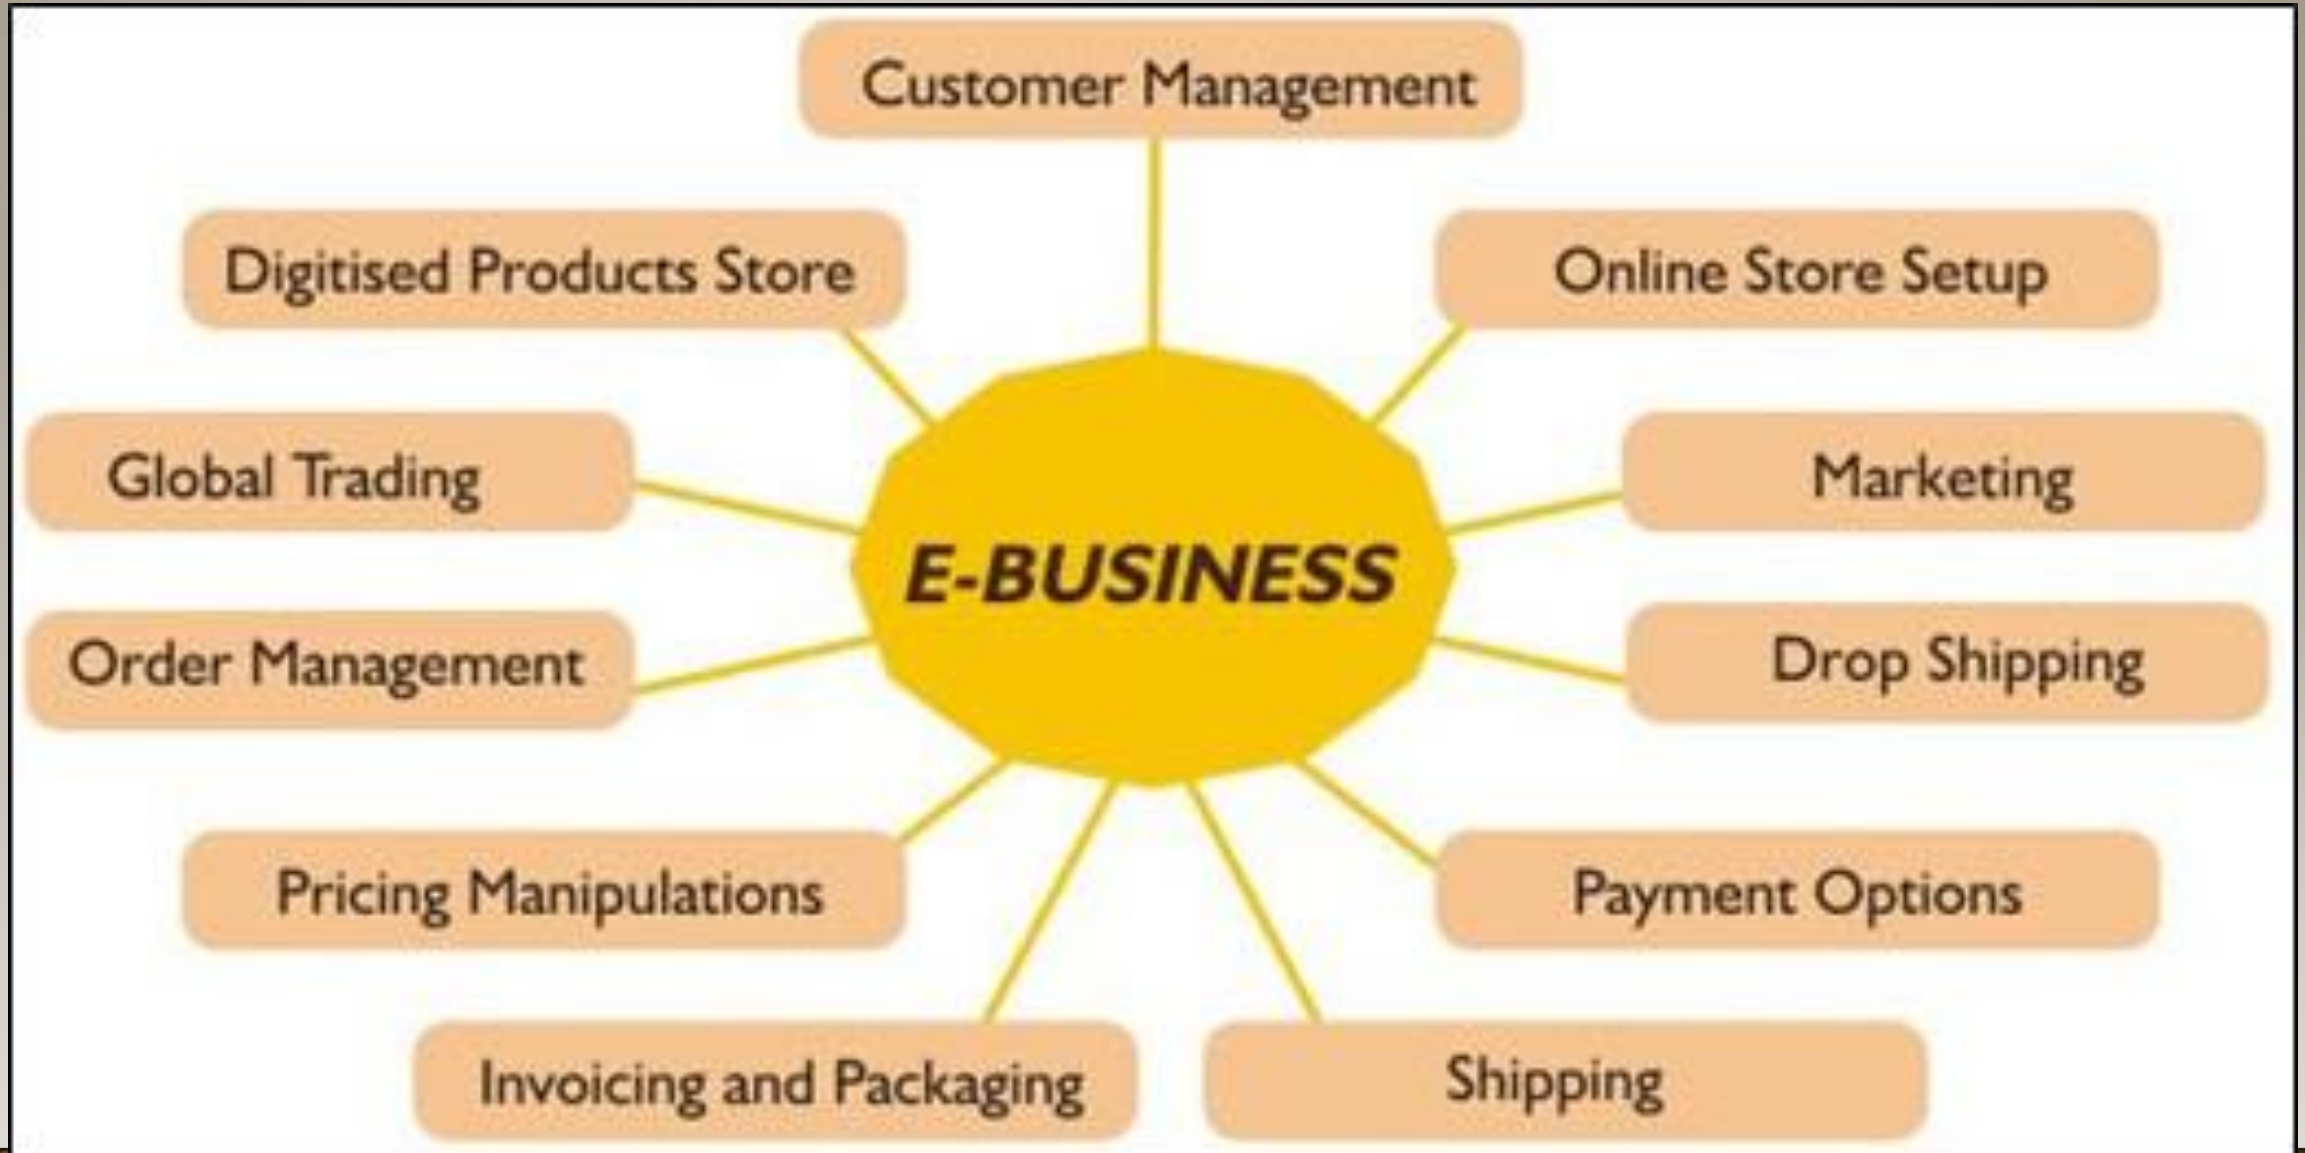 Customer Management
Digitised Products Store
Online Store Setup
Global Trading
Marketing
E-BUSINESS
Order Management
Drop Shipping
Pricing Manipulations
Payment Options
Invoicing and Packaging
Shipping